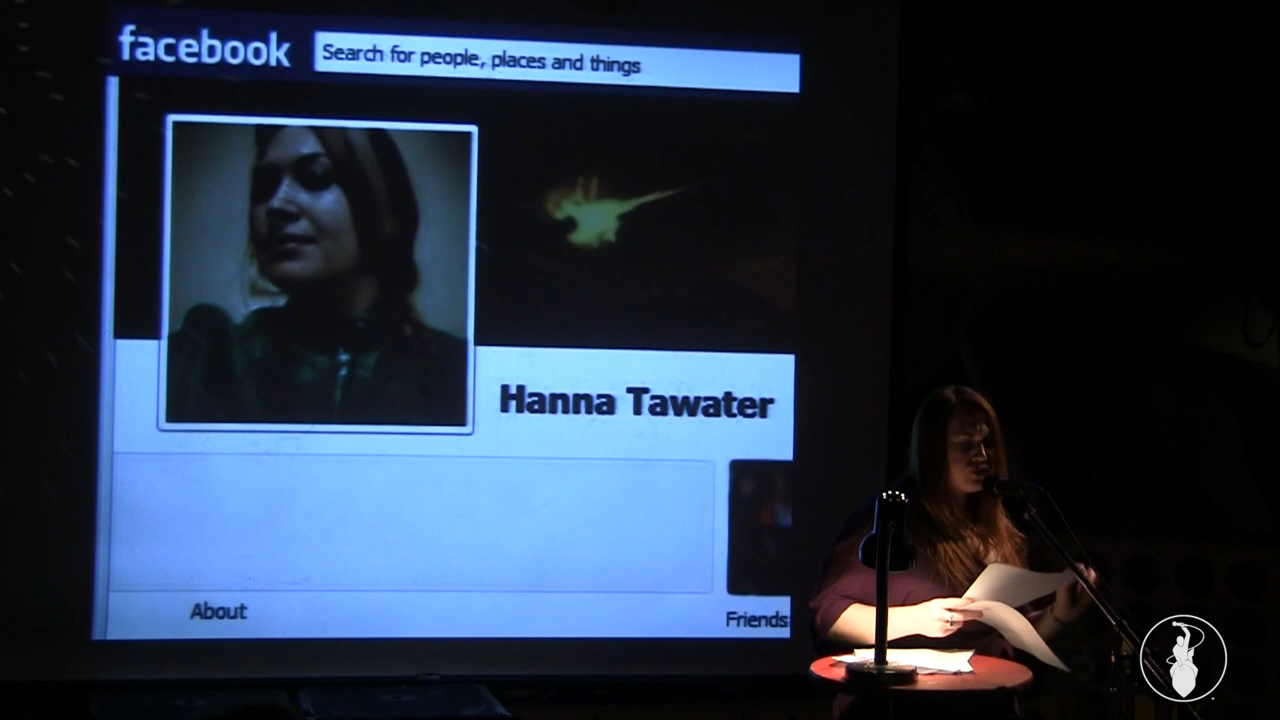 facebook
Search for people, places and things
Hanna Tawater
About
Friends